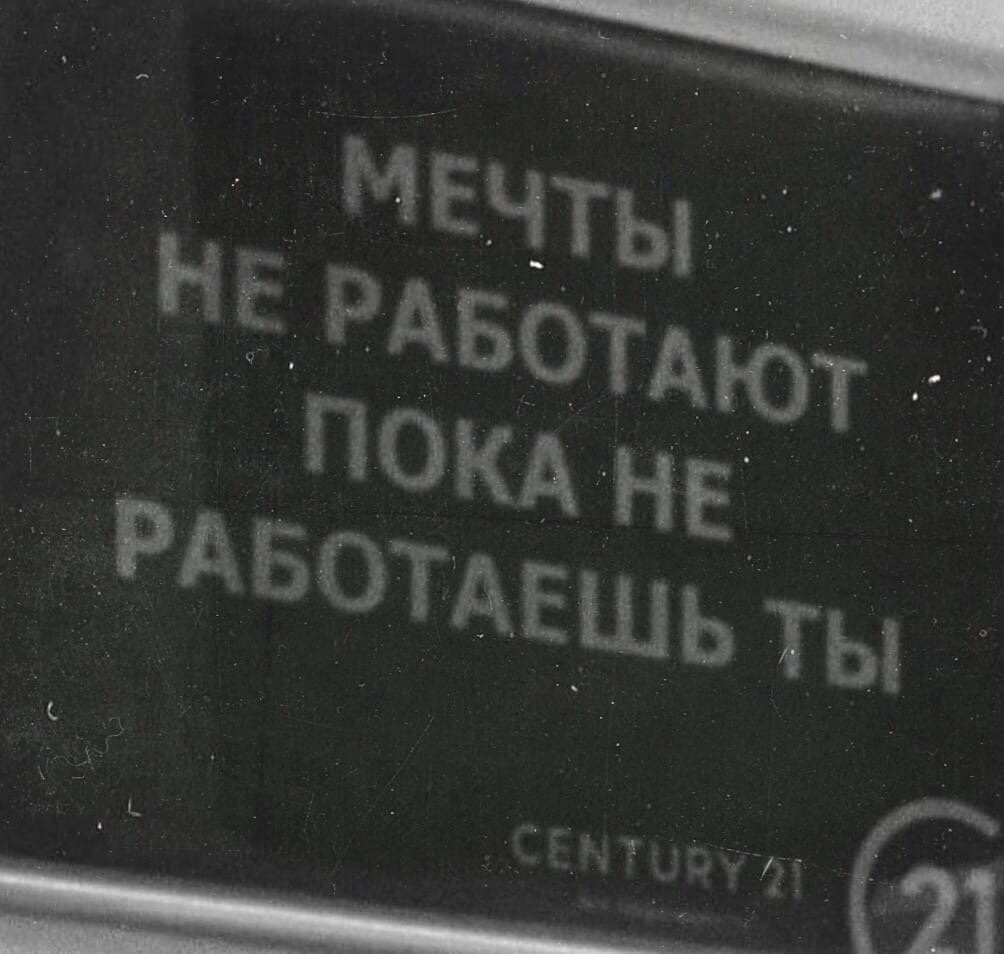 МЕЧТЫ
НЕ РАБОТАЮТ
ПОКА НЕ
РАБОТАЕШЬ ТЫ
CENTURY 21
21